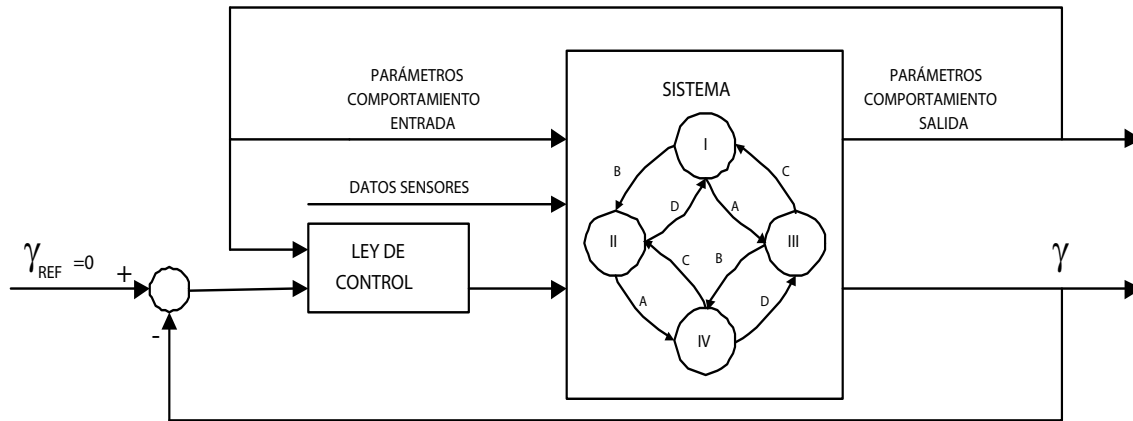 PARÁMETROS
COMPORTAMIENTO
ENTRADA
SISTEMA
PARÁMETROS
COMPORTAMIENTO
SALIDA
I
B
C
D
A
DATOS SENSORES
II
III
LEY DE
CONTROL
C
B
γREF =0
+
-
γ
A
D
IV